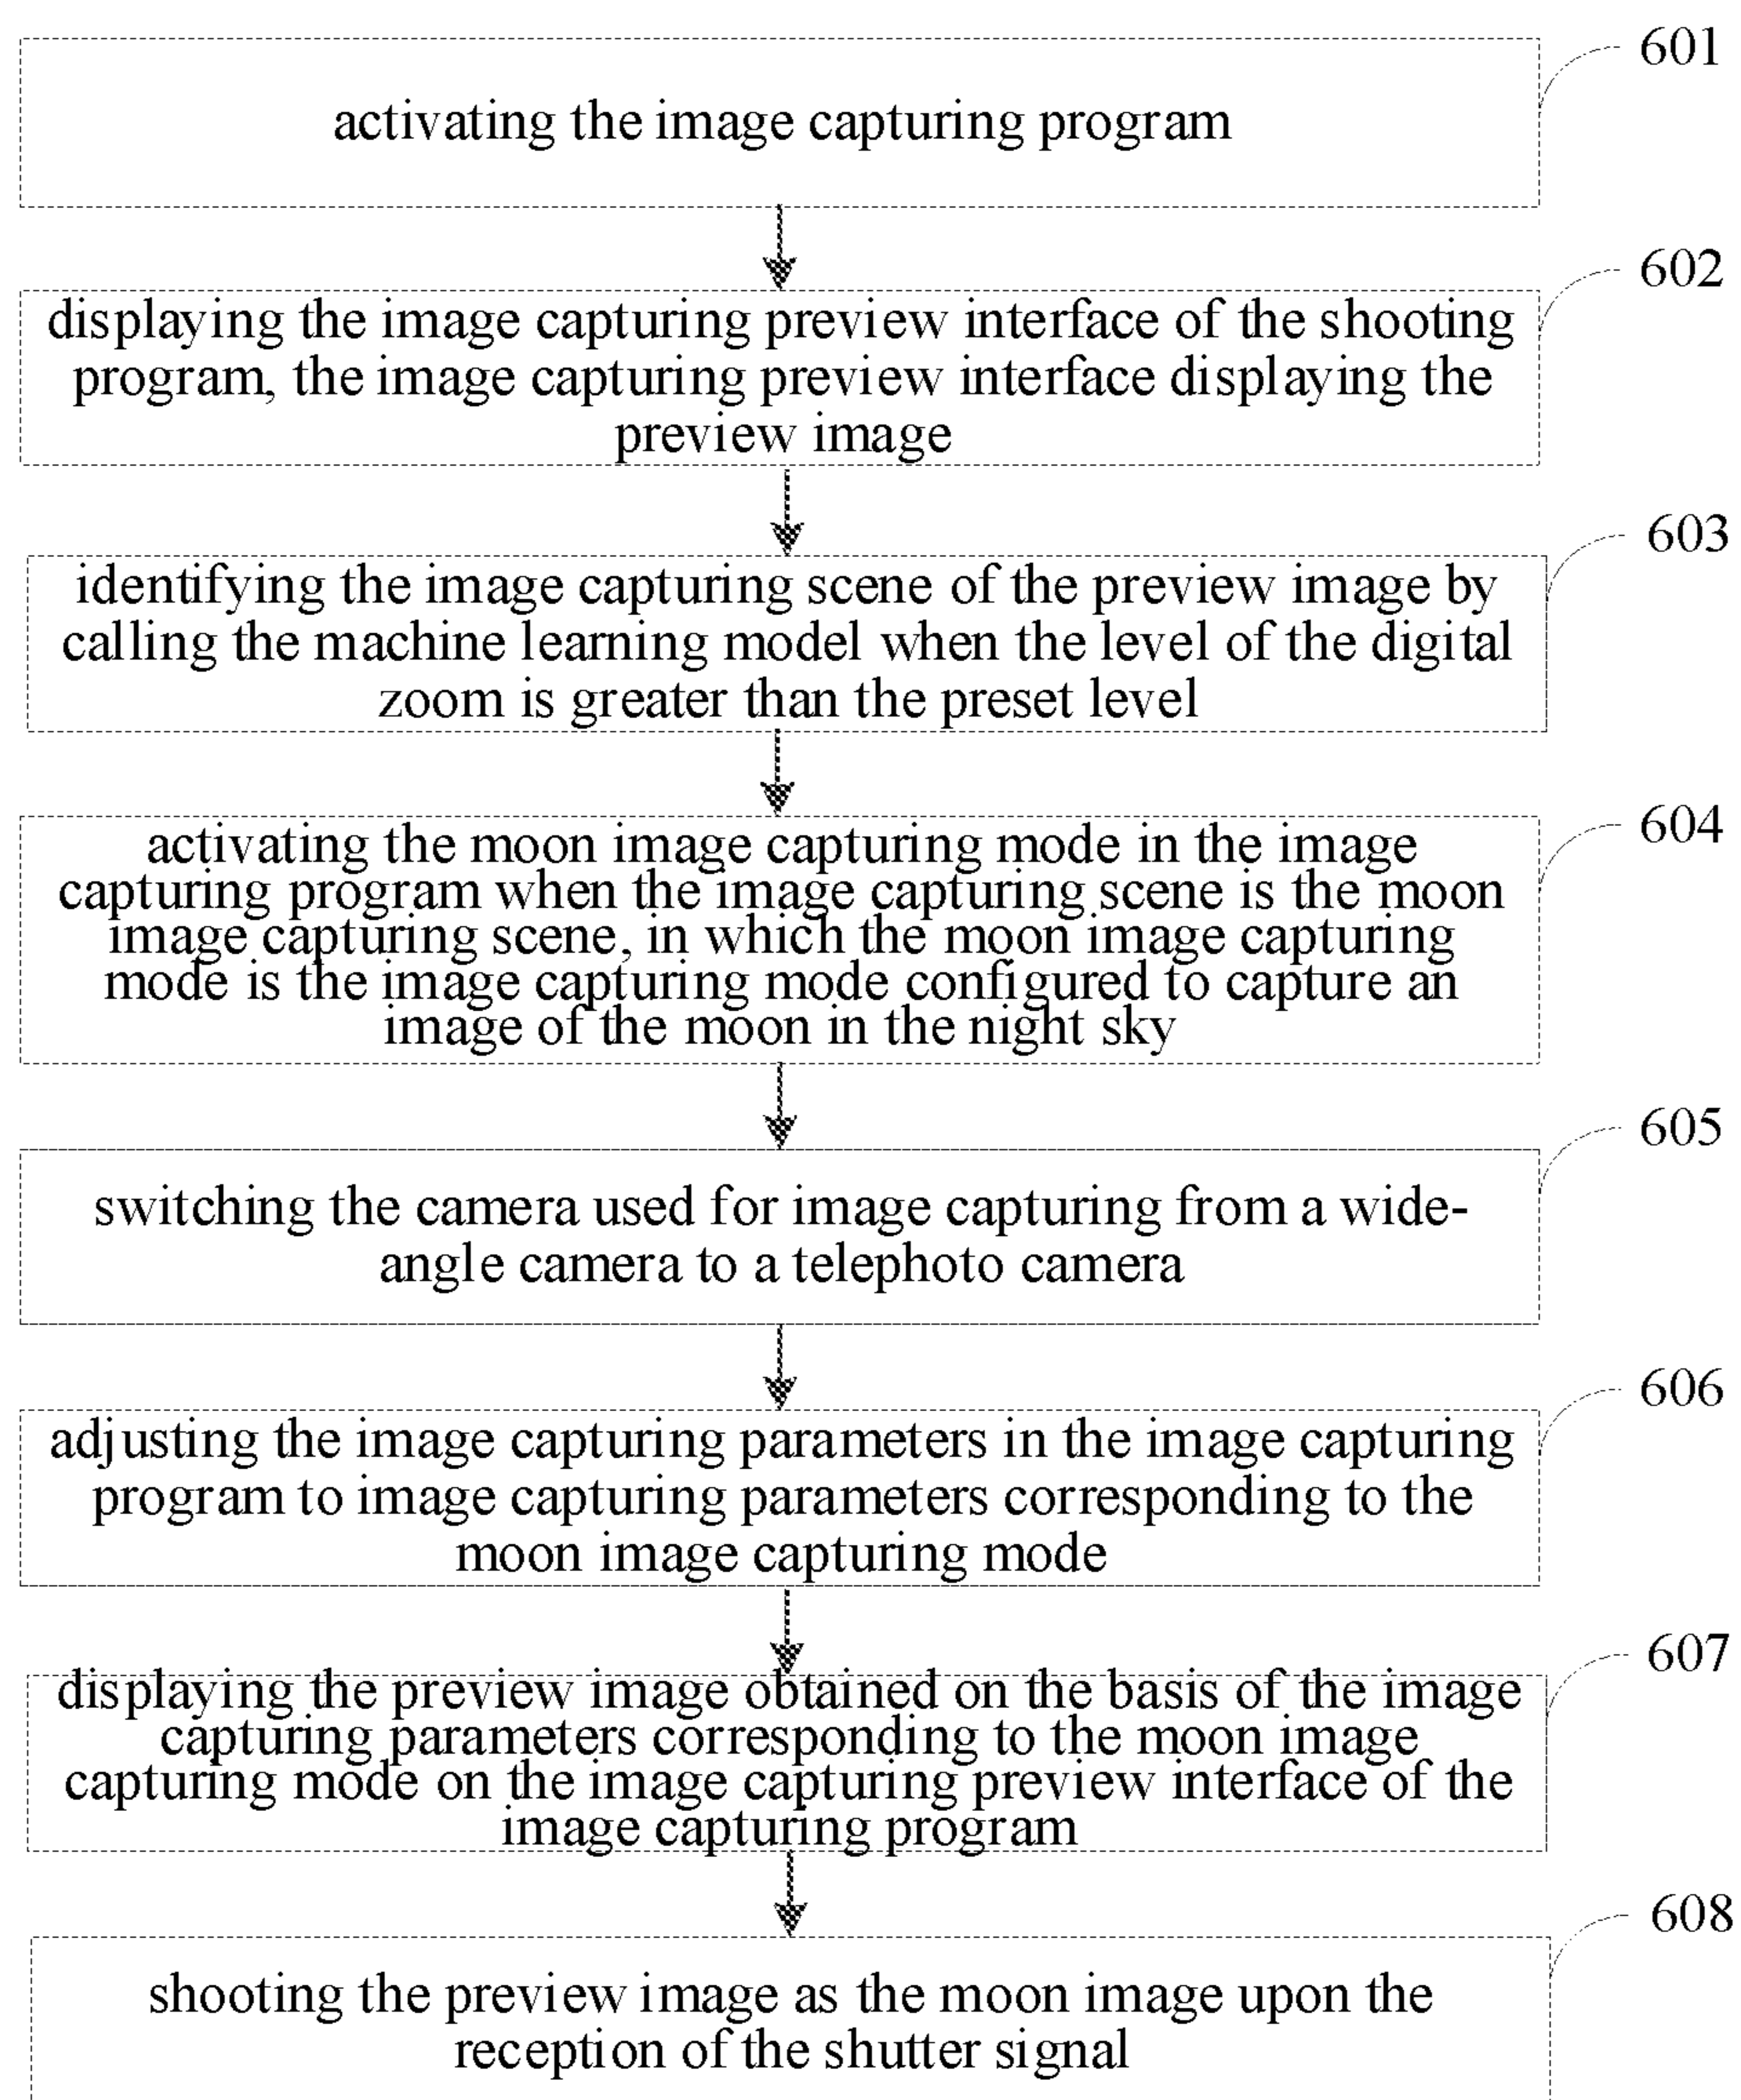 601
activating the image capturing program
602
displaying the image capturing preview interface of the shooting
program, the image capturing preview interface displaying the
preview image
603
identifying the image capturing scene of the preview image by
calling the machine learning model when the level of the digital
zoom is greater than the preset level
604
activating the moon image capturing mode in the image
capturing program when the image capturing scene is the moon
image capturing scene, in which the moon image capturing
mode is the image capturing mode configured to capture an
image of the moon in the night sky
605
switching the camera used for image capturing from a wide-
angle camera to a telephoto camera
606
adjusting the image capturing parameters in the image capturing
program to image capturing parameters corresponding to the
moon image capturing mode
607
displaying the preview image obtained on the basis of the image
capturing parameters corresponding to the moon image
capturing mode on the image capturing preview interface of the
image capturing program
608
shooting the preview image as the moon image upon the
reception of the shutter signal